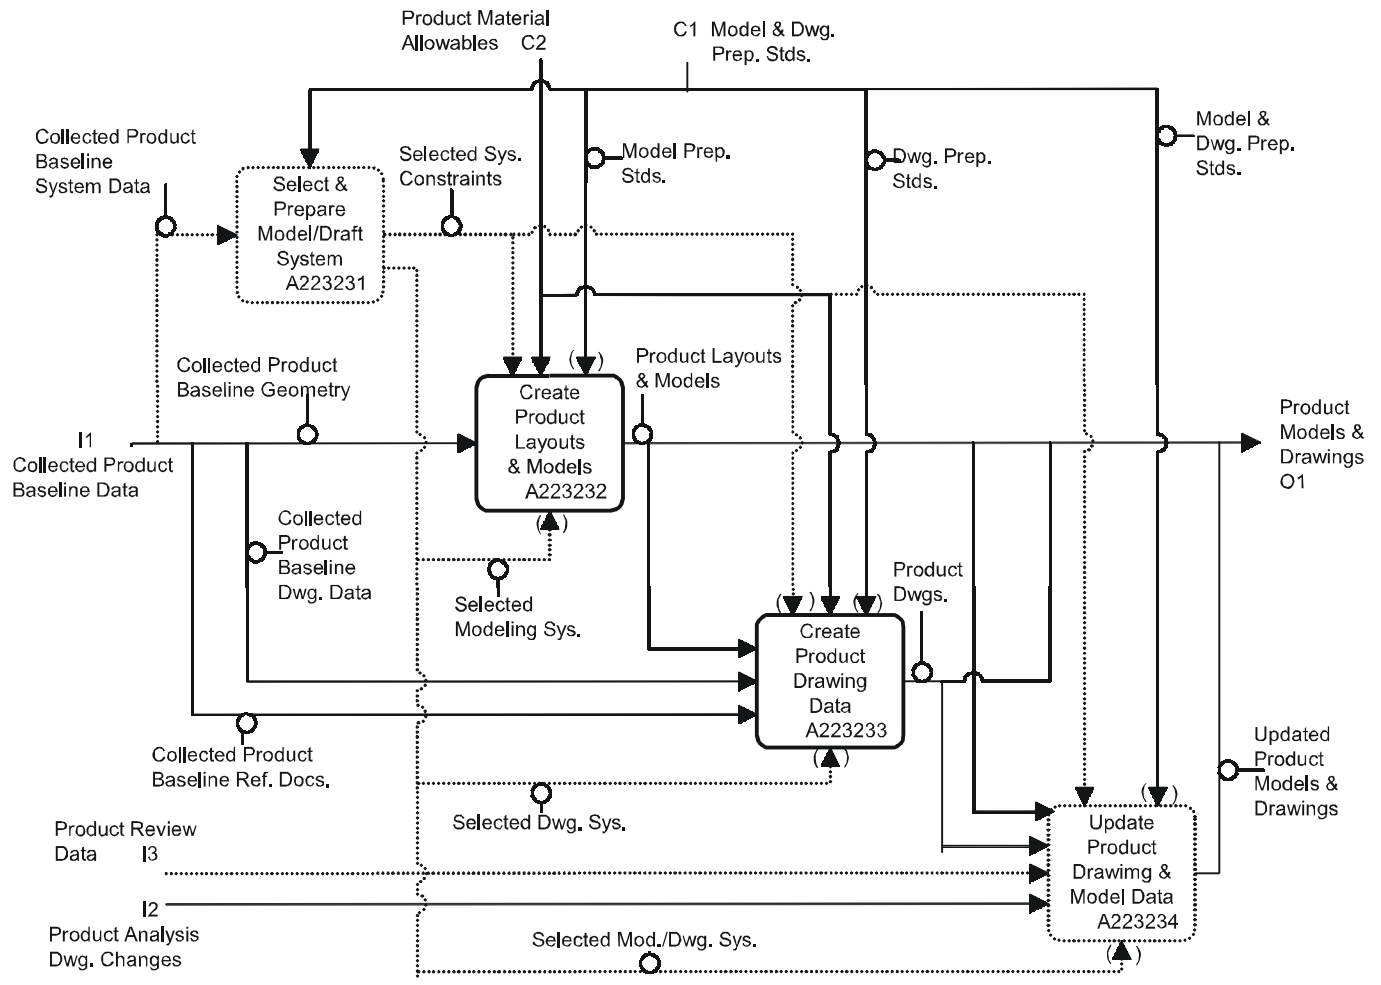 Product Material
Allowables C2
C1 Model & Dwg.
Prep. Stds.
Collected Product
Baseline
System Data
Selected Sys.
Constraints
Model Prep.
Stds.
Dwg. Prep.
Stds.
Model &
Dwg. Prep.
Stds.
Select &
Prepare
Model/Draft
System
A223231
Collected Product
Baseline Geometry
( )
Product Layouts
& Models
I1
Collected Product
Baseline Data
Create
Product
Layouts
& Models
A223232
( )
Product
Models &
Drawings
O1
Collected
Product
Baseline
Dwg. Data
Selected
Modeling Sys.
Product
Dwgs.
( )
( )
Create
Product
Drawing
Data
A223233
( )
Collected Product
Baseline Ref. Docs.
Selected Dwg. Sys.
Updated
Product
Models &
Drawings
Product Review
Data I3
( )
Update
Product
Drawimg &
Model Data
A223234
( )
I2
Product Analysis
Dwg. Changes
Selected Mod./Dwg. Sys.